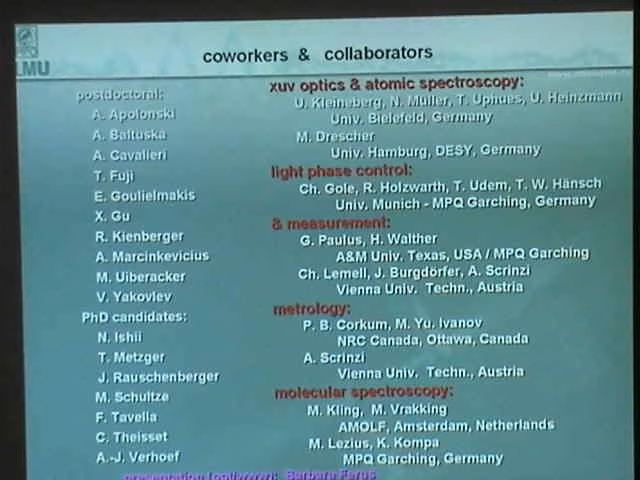 LMU
coworkers & collaborators
postdoctoral:
A. Apolonski
A. Baltuska
A. Cavalieri
T. Fuji
E. Goulielmakis
X. Gu
R. Kienberger
A. Marcinkevicius
M. Uiberacker
V. Yakovlev
PhD candidates:
N. Ishii
T. Metzger
J. Rauschenberger
M. Schultze
F. Tavella
C. Theisset
A.-J. Verhoef
xuv optics & atomic spectroscopy:
U. Kleineberg, N. Müller, T. Uphues, U. Heinzmann
Univ. Bielefeld, Germany
M. Drescher
Univ. Hamburg, DESY, Germany
light phase control:
Ch. Gole, R. Holzwarth, T. Udem, T. W. Hänsch
Univ. Munich - MPQ Garching, Germany
& measurement:
G. Paulus, H. Walther
A&M Univ. Texas, USA / MPQ Garching
Ch. Lemell, J. Burgdörfer, A. Scrinzi
Vienna Univ. Techn., Austria
metrology:
P. B. Corkum, M. Yu. Ivanov
NRC Canada, Ottawa, Canada
A. Scrinzi
Vienna Univ. Techn., Austria
molecular spectroscopy:
M. Kling, M. Vrakking
AMOLF, Amsterdam, Netherlands
M. Lezius, K. Kompa
MPQ Garching, Germany
presentation Barbara Ferus